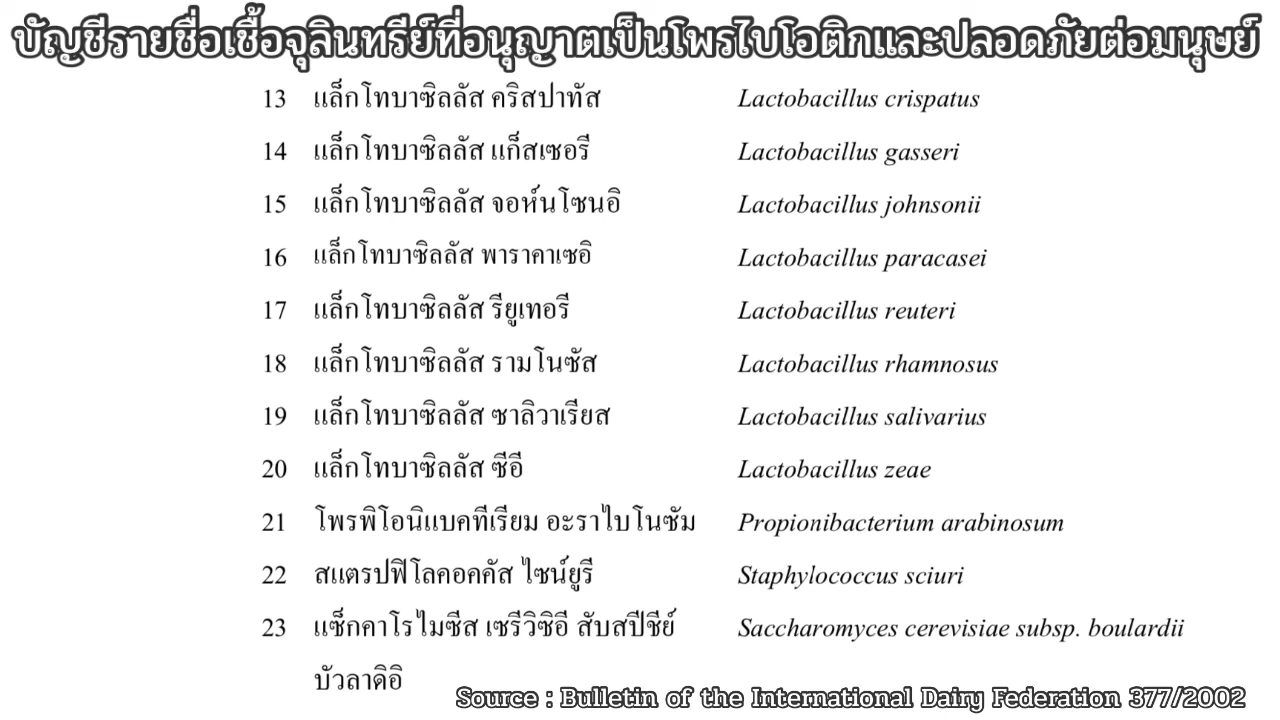 บัญชีรายชื่อเชื้อจุลินทรีย์ที่อนุญาตเป็นโพรไบโอติกและปลอดภัยต่อมนุษย์
13 แล็กโทบาซิลลัส คริสปาทัส Lactobacillus crispatus
14 แล็กโทบาซิลลัส แก็สเซอรี Lactobacillus gasseri
15 แล็กโทบาซิลลัส จอห์นโซนอิ Lactobacillus johnsonii
16 แล็กโทบาซิลลัส พาราคาเซอิ Lactobacillus paracasei
17 แล็กโทบาซิลลัส รียูเทอรี Lactobacillus reuteri
18 แล็กโทบาซิลลัส รามโนซัส Lactobacillus rhamnosus
19 แล็กโทบาซิลลัส ซาลิวาเรียส Lactobacillus salivarius
20 แล็กโทบาซิลลัส ซีอี Lactobacillus zeae
21 โพรพิโอนิแบคทีเรียม อะราไบโนซัม Propionibacterium arabinosum
22 สแตรปฟิโลคอคคัส ไซน์ยูรี Staphylococcus sciuri
23 แซ็กคาโรไมซีส เซรีวิซิอี สับสปีชีย์ Saccharomyces cerevisiae subsp. boulardii
บัวลาดิอิ
Source : Bulletin of the International Dairy Federation 377/2002